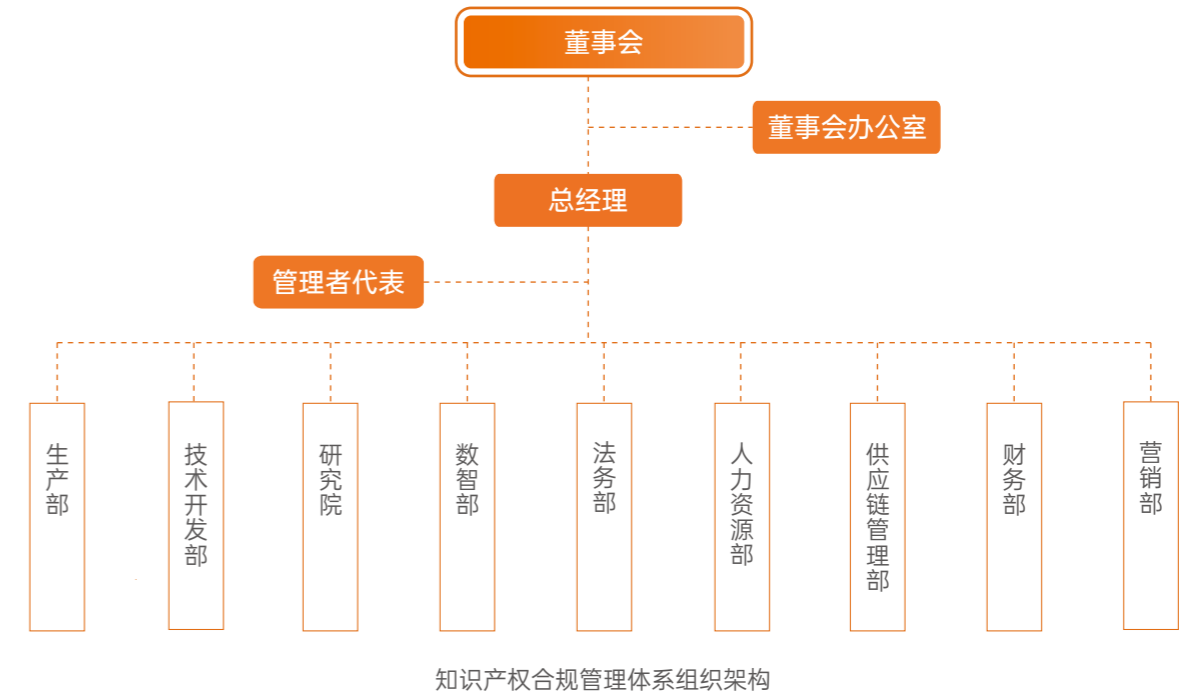 董事会
董事会办公室
总经理
管理者代表
生产部
技术开发部
研究院
数智部
法务部
人力资源部
供应链管理部
财务部
营销部
知识产权合规管理体系组织架构